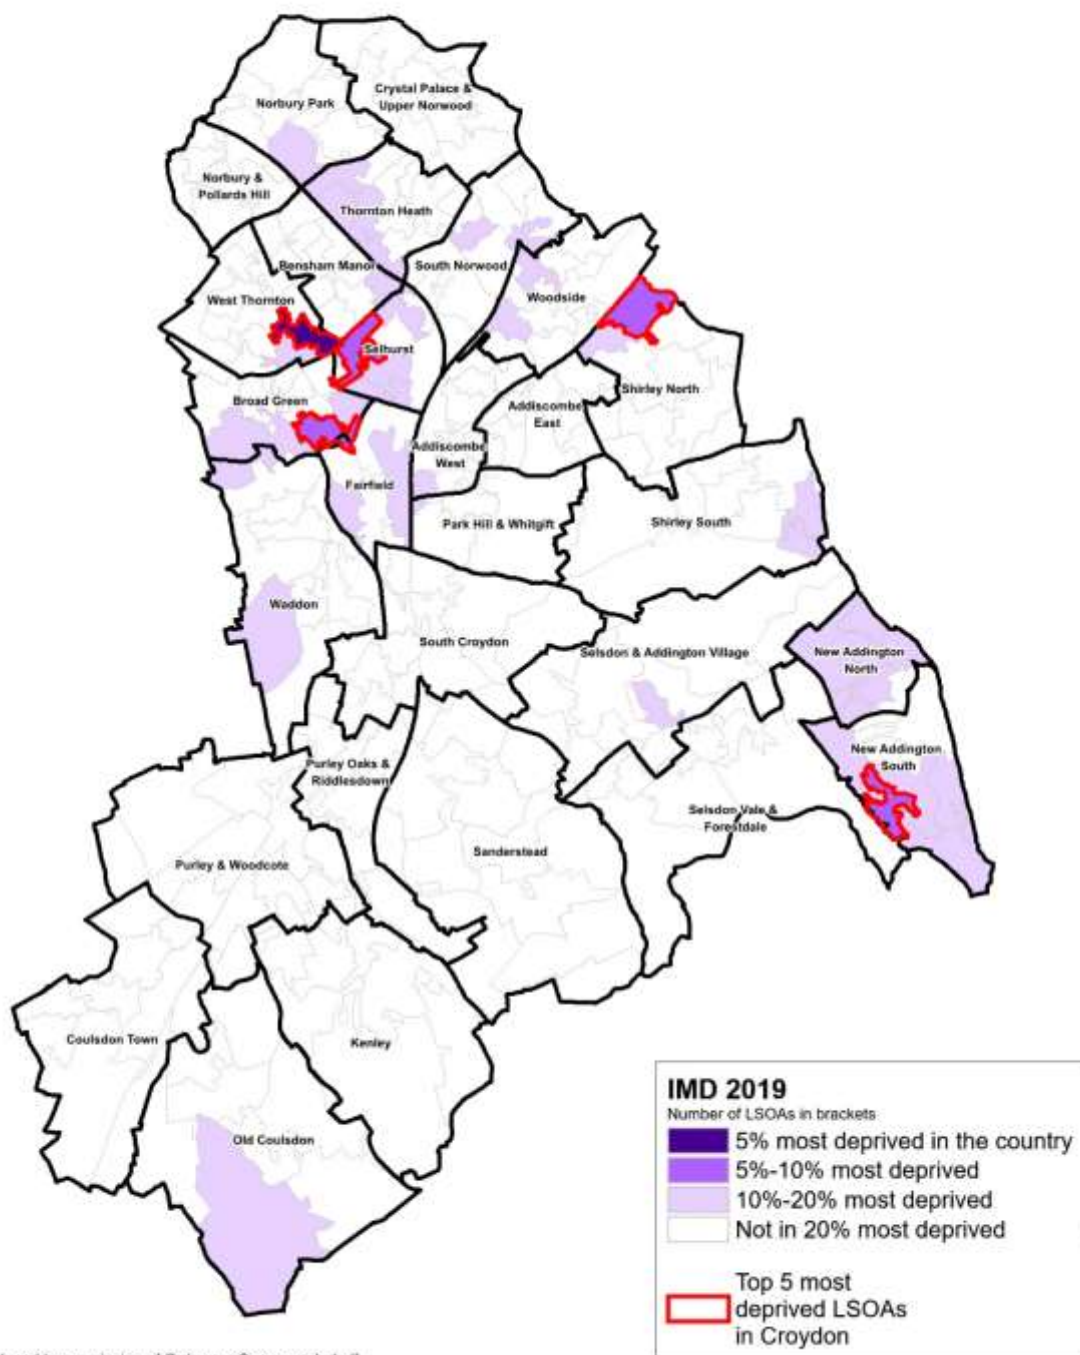 Crystal Palace &
Upper Norwood
Norbury Park
Norbury &
Pollards Hill
Thornton Heath
Bensham Manor
South Norwood
West Thornton
Woodside
Selhurst
Shirley North
Broad Green
Addiscombe
East
Addiscombe
West
Fairfield
Park Hill & Whitgift
Shirley South
Waddon
South Croydon
Selsdon & Addington Village
New Addington
North
New Addington
South
Purley Oaks &
Riddlesdown
Selsdon Vale &
Forestdale
Sanderstead
Purley & Woodcote
Coulsdon Town
Kenley
Old Coulsdon
IMD 2019
Number of LSOAs in brackets
5% most deprived in the country
5%-10% most deprived
10%-20% most deprived
Not in 20% most deprived
Top 5 most
deprived LSOAs
in Croydon